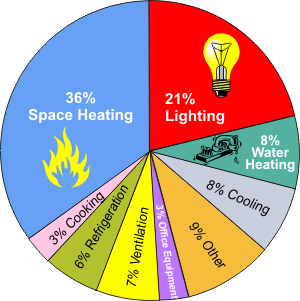 36%
Space Heating
21%
Lighting
8%
Water
Heating
8% Cooling
9% Other
3% Office Equipment
7% Ventilation
6% Refrigeration
3% Cooking